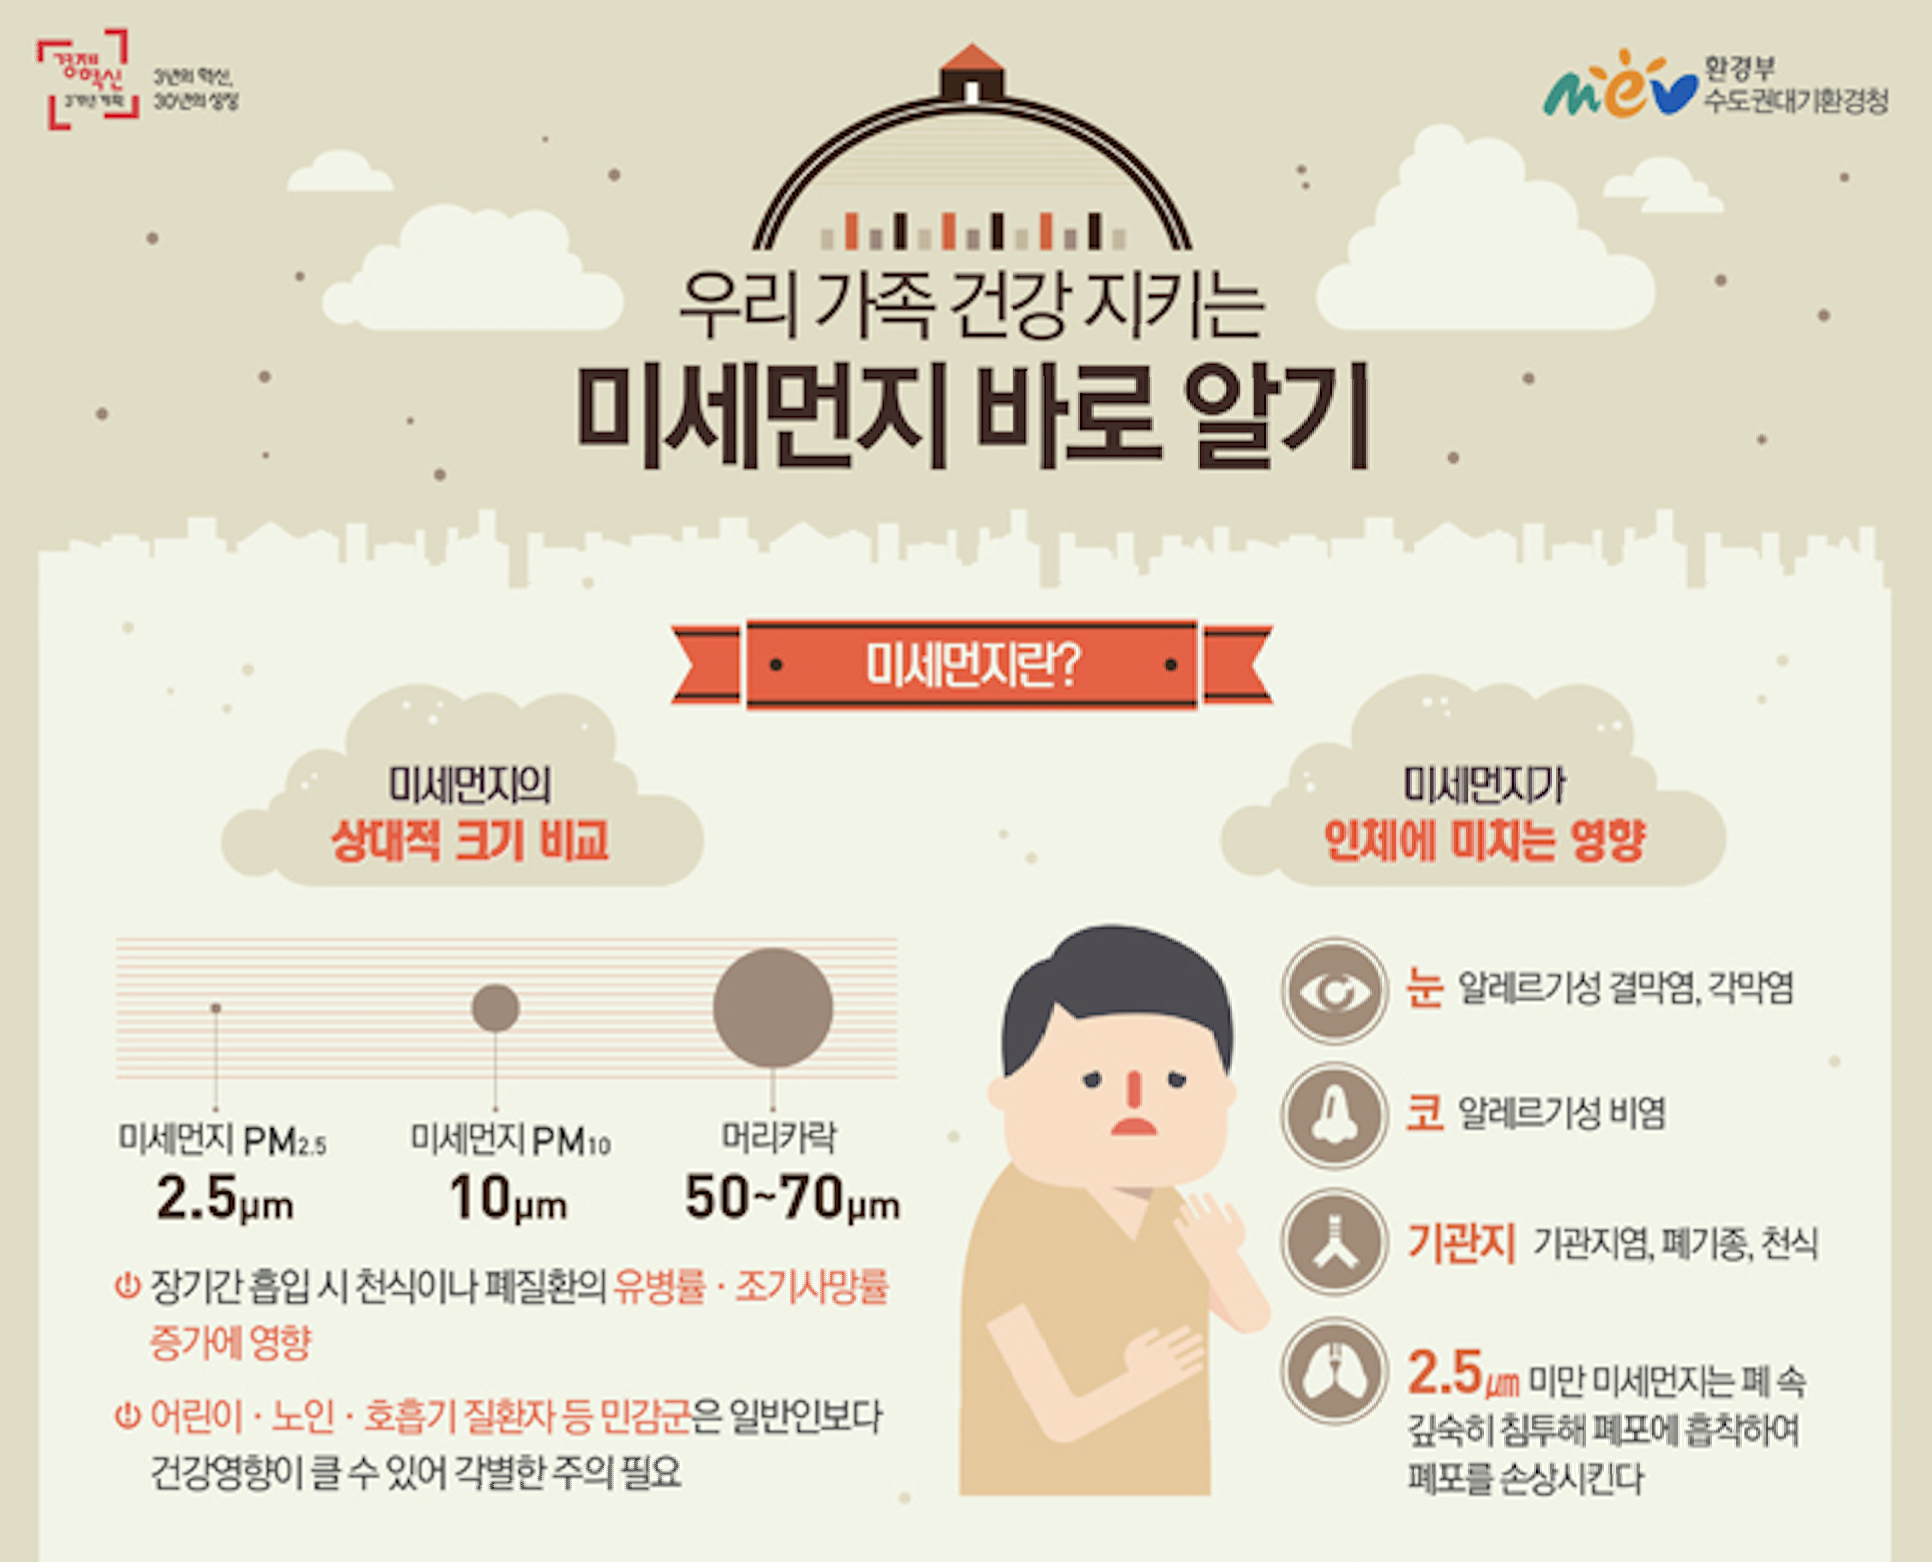 경제혁신
3개년 계획
3년의 혁신,
30년의 성장
mev
환경부
수도권대기환경청
우리 가족 건강 지키는
미세먼지 바로 알기
미세먼지란?
미세먼지의
상대적 크기 비교
미세먼지 PM2.5
2.5μm
미세먼지 PM10
10μm
머리카락
50~70μm
장기간 흡입 시 천식이나 폐질환의 유병률 · 조기사망률
증가에 영향
어린이 · 노인 · 호흡기 질환자 등 민감군은 일반인보다
건강영향이 클 수 있어 각별한 주의 필요
미세먼지가
인체에 미치는 영향
눈 알레르기성 결막염, 각막염
코 알레르기성 비염
기관지 기관지염, 폐기종, 천식
2.5μm 미만 미세먼지는 폐 속
깊숙히 침투해 폐포에 흡착하여
폐포를 손상시킨다